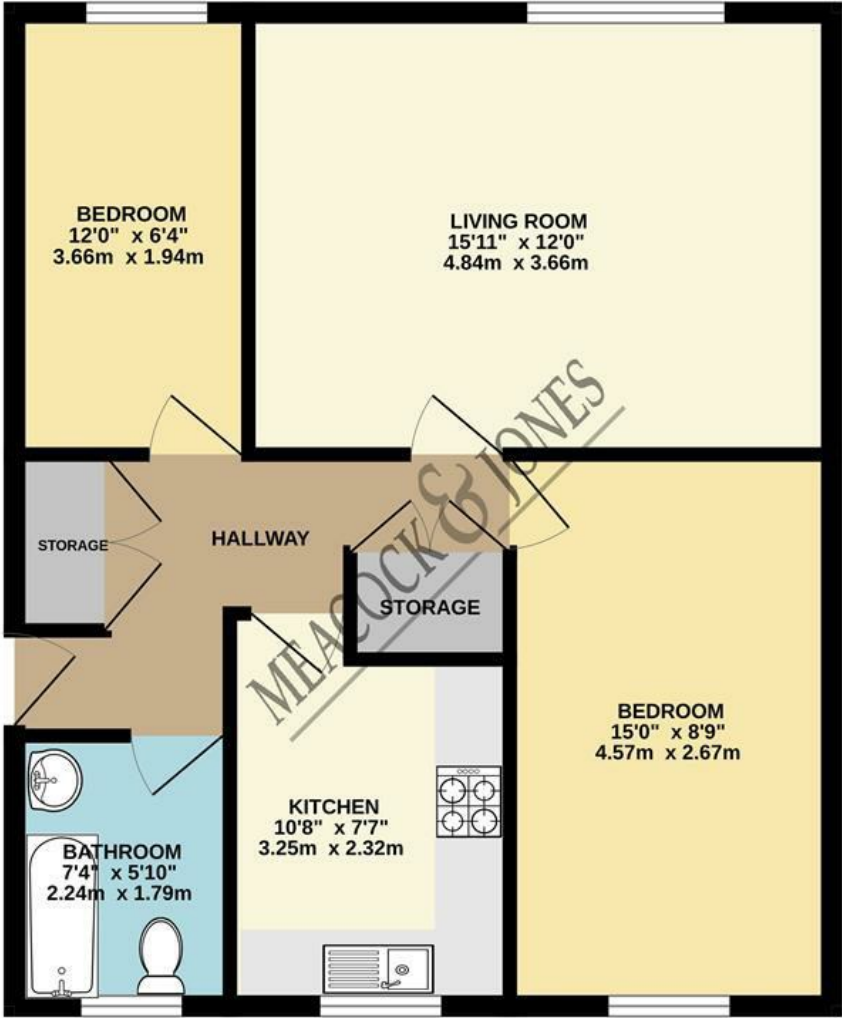 BEDROOM
12'0" x 6'4"
3.66m x 1.94m
LIVING ROOM
15'11" x 12'0"
4.84m x 3.66m
STORAGE
HALLWAY
STORAGE
MEACOCK & JONES
BEDROOM
15'0" x 8'9"
4.57m x 2.67m
KITCHEN
10'8" x 7'7"
3.25m x 2.32m
BATHROOM
7'4" x 5'10"
2.24m x 1.79m